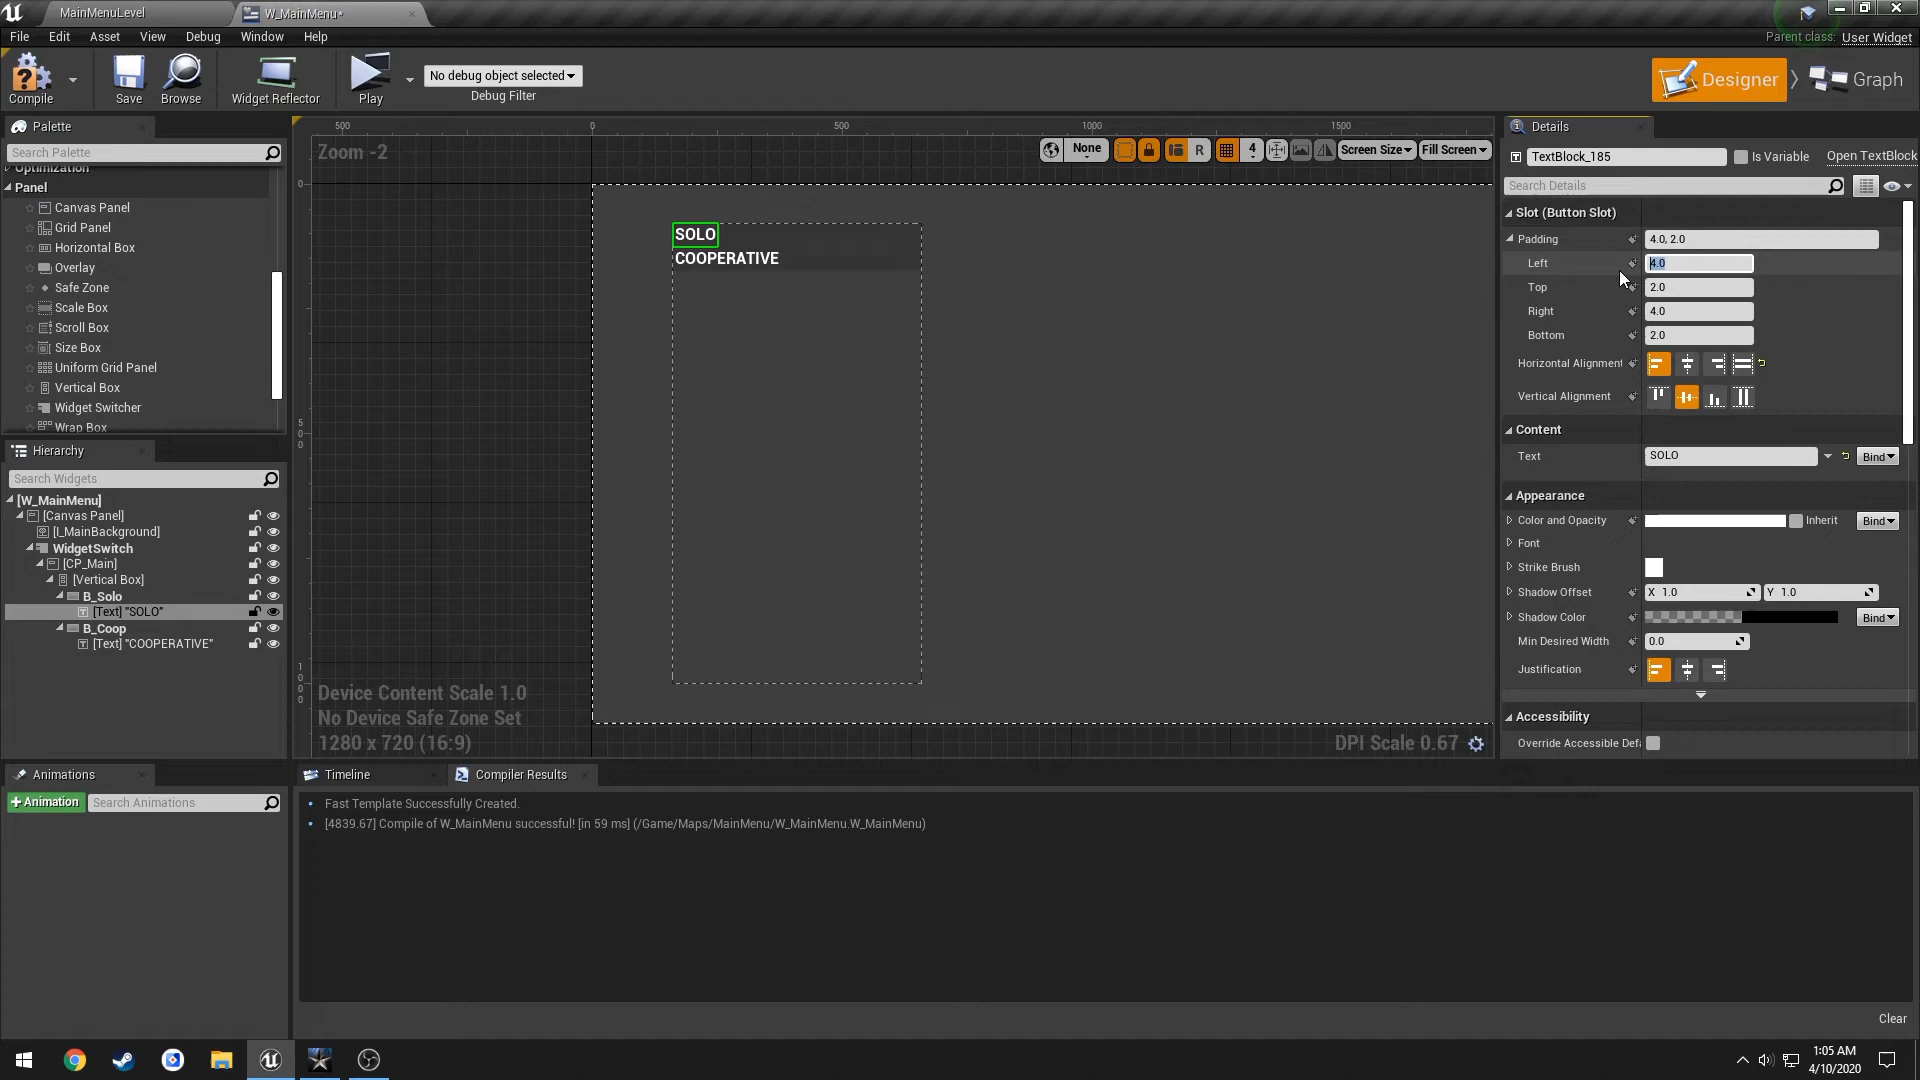 MainMenuLevel
W_MainMenu*
File Edit Asset View Debug Window Help
Parent class: User Widget
Compile
Save
Browse
Widget Reflector
Play
No debug object selected
Debug Filter
Designer
Graph
Palette
Search Palette
Optimization
Panel
Canvas Panel
Grid Panel
Horizontal Box
Overlay
Safe Zone
Scale Box
Scroll Box
Size Box
Uniform Grid Panel
Vertical Box
Widget Switcher
Wrap Box
Hierarchy
Search Widgets
[W_MainMenu]
[Canvas Panel]
[I_MainBackground]
WidgetSwitch
[CP_Main]
[Vertical Box]
B_Solo
[Text] "SOLO"
B_Coop
[Text] "COOPERATIVE"
Animations
+Animation
Search Animations
500 0 500 1000 1500
Zoom -2
None
R
4
Screen Size
Fill Screen
0
500
1000
SOLO
COOPERATIVE
Device Content Scale 1.0
No Device Safe Zone Set
1280 x 720 (16:9)
DPI Scale 0.67
Timeline
Compiler Results
Fast Template Successfully Created.
[4839.67] Compile of W_MainMenu successful! [in 59 ms] (/Game/Maps/MainMenu/W_MainMenu.W_MainMenu)
Clear
Details
TextBlock_185
Is Variable
Open TextBlock
Search Details
Slot (Button Slot)
Padding 4.0, 2.0
Left 4.0
Top 2.0
Right 4.0
Bottom 2.0
Horizontal Alignment
Vertical Alignment
Content
Text SOLO Bind
Appearance
Color and Opacity Inherit Bind
Font
Strike Brush
Shadow Offset X 1.0 Y 1.0
Shadow Color Bind
Min Desired Width 0.0
Justification
Accessibility
Override Accessible Defa
1:05 AM
4/10/2020